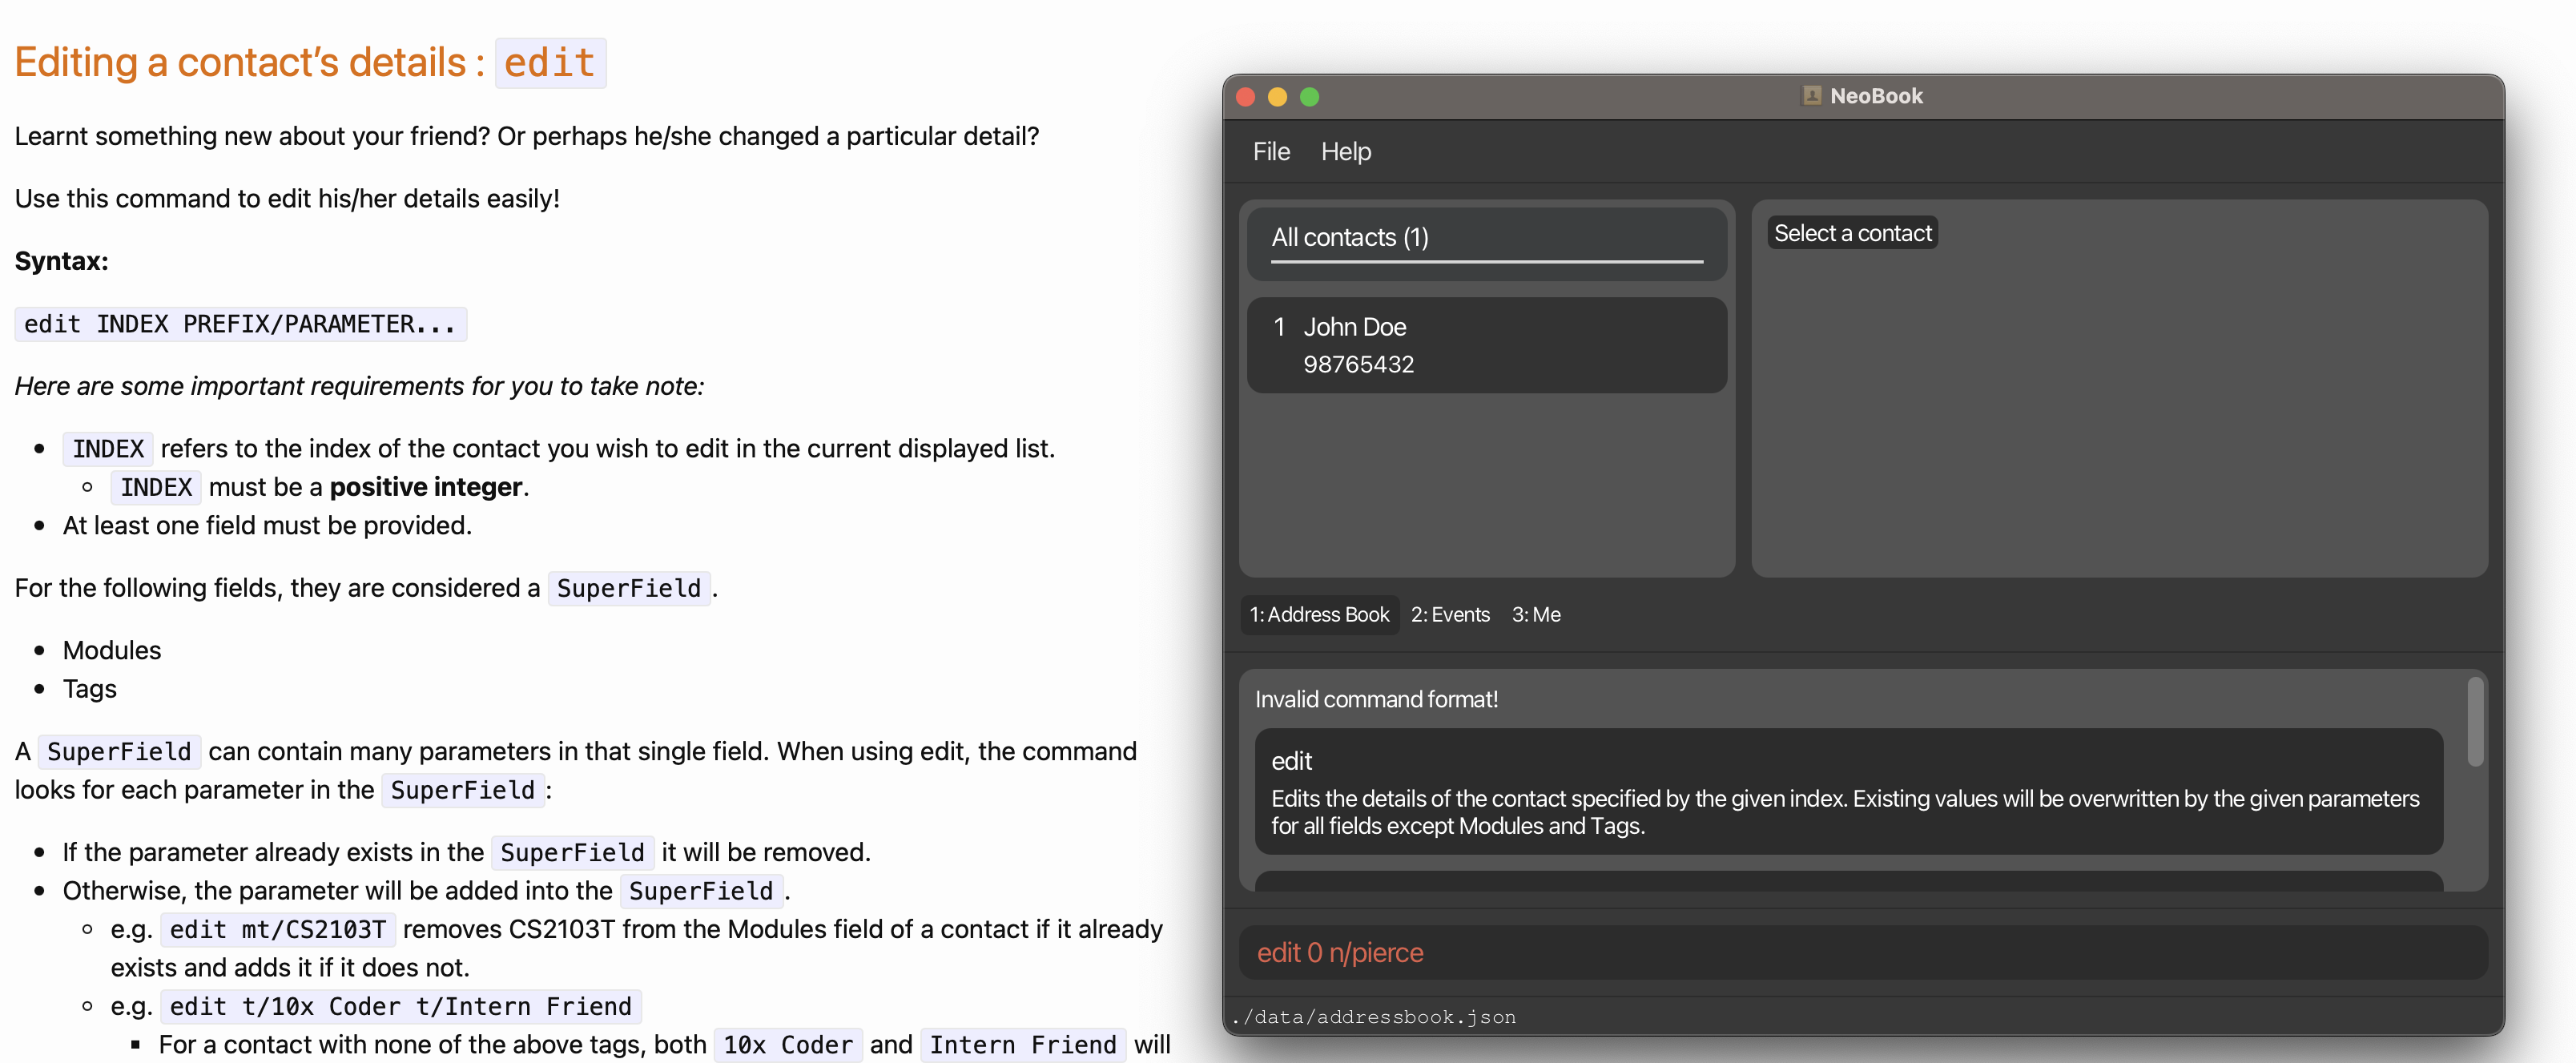 Editing a contact’s details : edit
Learnt something new about your friend? Or perhaps he/she changed a particular detail?
Use this command to edit his/her details easily!
Syntax:
edit INDEX PREFIX/PARAMETER...
Here are some important requirements for you to take note:
INDEX refers to the index of the contact you wish to edit in the current displayed list.
INDEX must be a positive integer.
At least one field must be provided.
For the following fields, they are considered a SuperField.
Modules
Tags
A SuperField can contain many parameters in that single field. When using edit, the command
looks for each parameter in the SuperField:
If the parameter already exists in the SuperField it will be removed.
Otherwise, the parameter will be added into the SuperField.
e.g. edit mt/CS2103T removes CS2103T from the Modules field of a contact if it already
exists and adds it if it does not.
e.g. edit t/10x Coder t/Intern Friend
For a contact with none of the above tags, both 10x Coder and Intern Friend will
NeoBook
File Help
All contacts (1)
1 John Doe
98765432
Select a contact
1: Address Book 2: Events 3: Me
Invalid command format!
edit
Edits the details of the contact specified by the given index. Existing values will be overwritten by the given parameters
for all fields except Modules and Tags.
edit 0 n/pierce
./data/addressbook.json